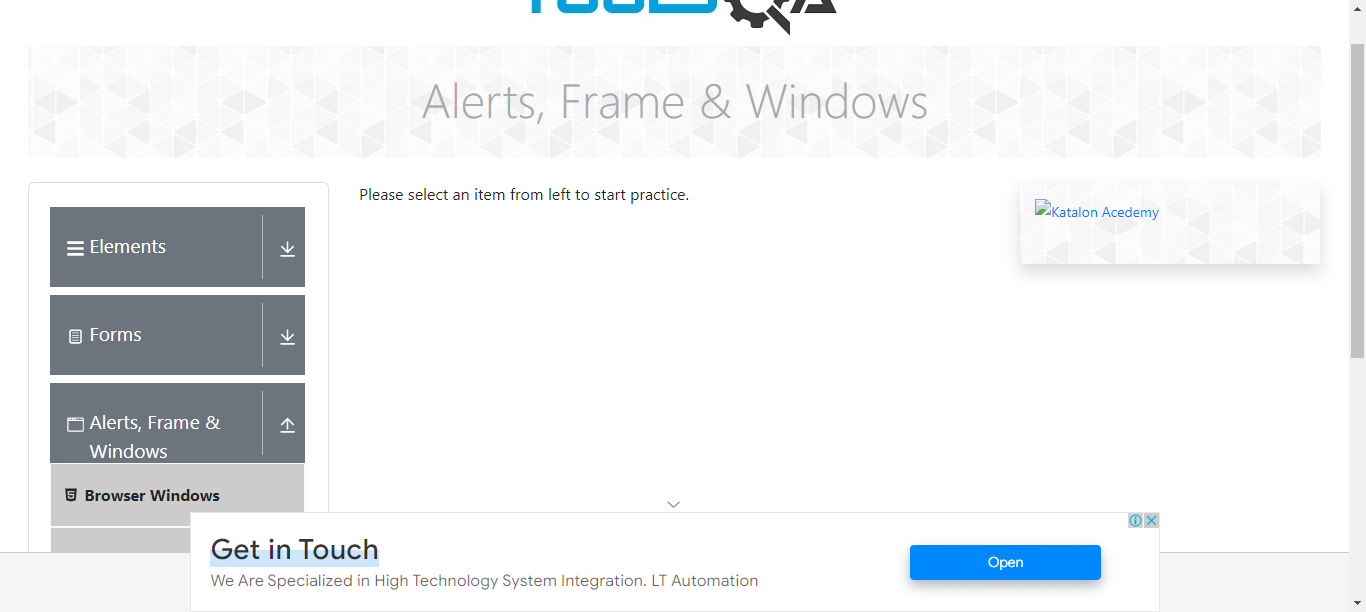 Alerts, Frame & Windows
Please select an item from left to start practice.
Katalon Acedemy
Elements
Forms
Alerts, Frame &
Windows
Browser Windows
Get in Touch
We Are Specialized in High Technology System Integration. LT Automation
Open